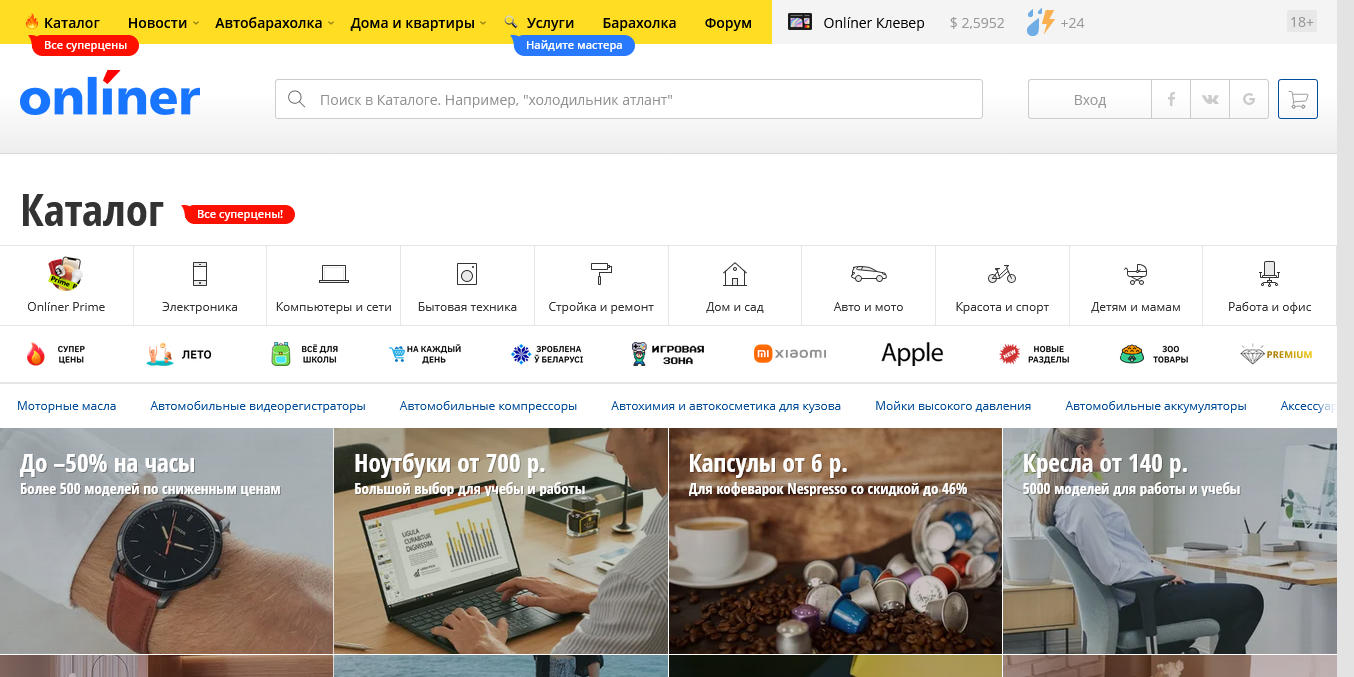 Каталог
Новости
Автобарахолка
Дома и квартиры
Услуги
Барахолка
Форум
Onlíner Клевер
$ 2,5952
+24
18+
Все суперцены
Найдите мастера
onlíner
Поиск в Каталоге. Например, "холодильник атлант"
Вход
Каталог
Все суперцены!
Onlíner Prime
Электроника
Компьютеры и сети
Бытовая техника
Стройка и ремонт
Дом и сад
Авто и мото
Красота и спорт
Детям и мамам
Работа и офис
СУПЕР
ЦЕНЫ
ЛЕТО
ВСЁ ДЛЯ
ШКОЛЫ
НА КАЖДЫЙ
ДЕНЬ
ЗРОБЛЕНА
Ў БЕЛАРУСІ
ИГРОВАЯ
ЗОНА
xiaomi
Apple
НОВЫЕ
РАЗДЕЛЫ
ЗОО
ТОВАРЫ
PREMIUM
Моторные масла
Автомобильные видеорегистраторы
Автомобильные компрессоры
Автохимия и автокосметика для кузова
Мойки высокого давления
Автомобильные аккумуляторы
Аксессуар
До –50% на часы
Более 500 моделей по сниженным ценам
Ноутбуки от 700 р.
Большой выбор для учебы и работы
Капсулы от 6 р.
Для кофеварок Nespresso со скидкой до 46%
Кресла от 140 р.
5000 моделей для работы и учебы
LIGULA
CURABITUR
DIGNISSIM